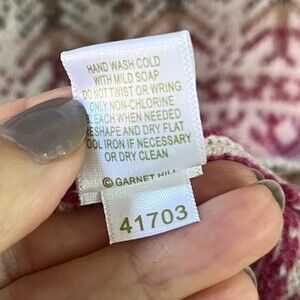 HAND WASH COLD
WITH MILD SOAP
DO NOT TWIST OR WRING
ONLY NON-CHLORINE
BLEACH WHEN NEEDED
RESHAPE AND DRY FLAT
COOL IRON IF NECESSARY
OR DRY CLEAN
© GARNET HILL
41703